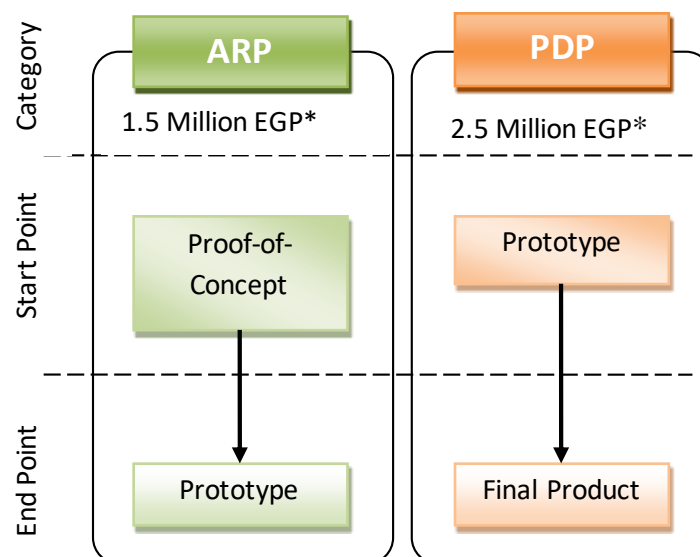 Category
ARP
PDP
1.5 Million EGP*
2.5 Million EGP*
Start Point
Proof-of-
Concept
Prototype
End Point
Prototype
Final Product